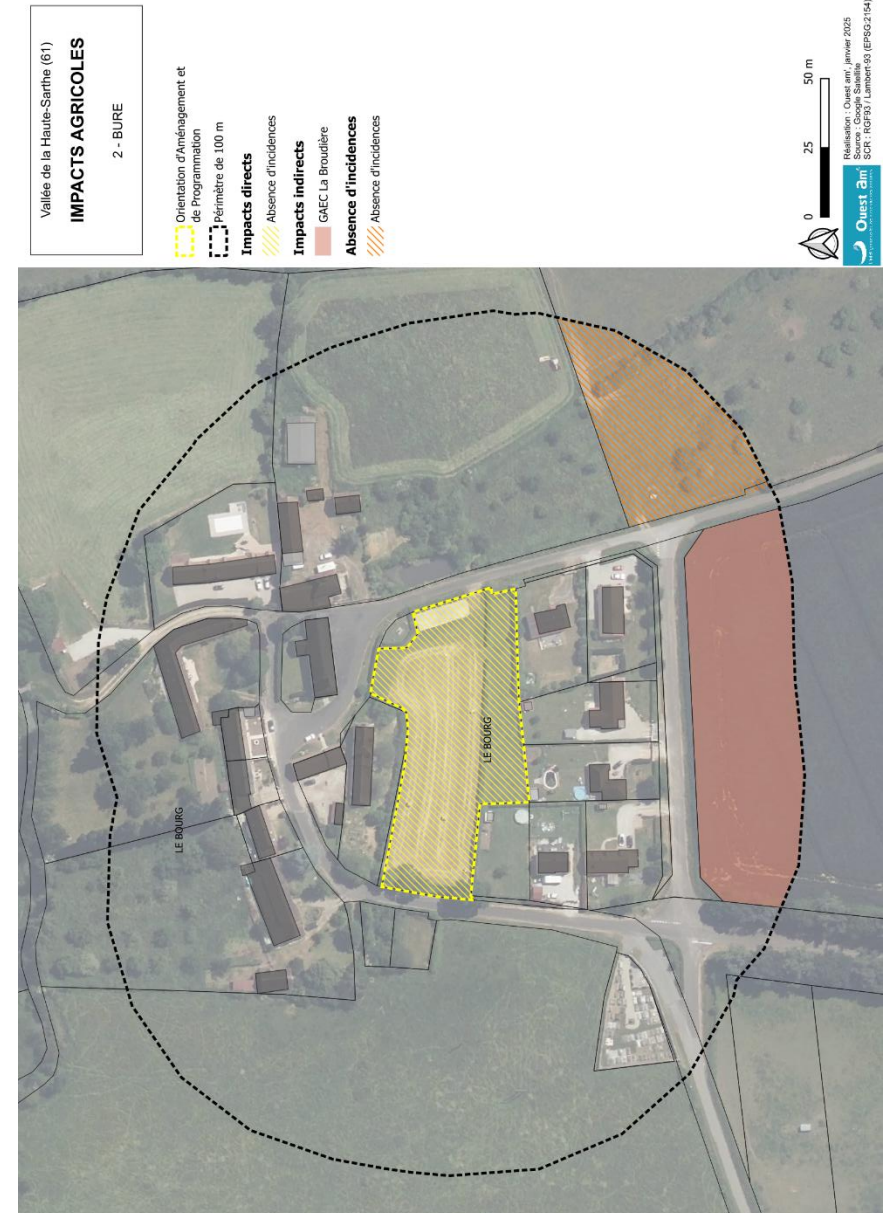 Vallée de la Haute-Sarthe (61)
IMPACTS AGRICOLES
2 - BURE
Orientation d'Aménagement et
de Programmation
Périmètre de 100 m
Impacts directs
Absence d'incidences
Impacts indirects
GAEC La Broudière
Absence d'incidences
Absence d'incidences
0 25 50 m
Ouest am'
Réalisation : Ouest am', janvier 2025
Source : Google Satellite
SCR : RGF93 / Lambert-93 (EPSG:2154)
LE BOURG
LE BOURG